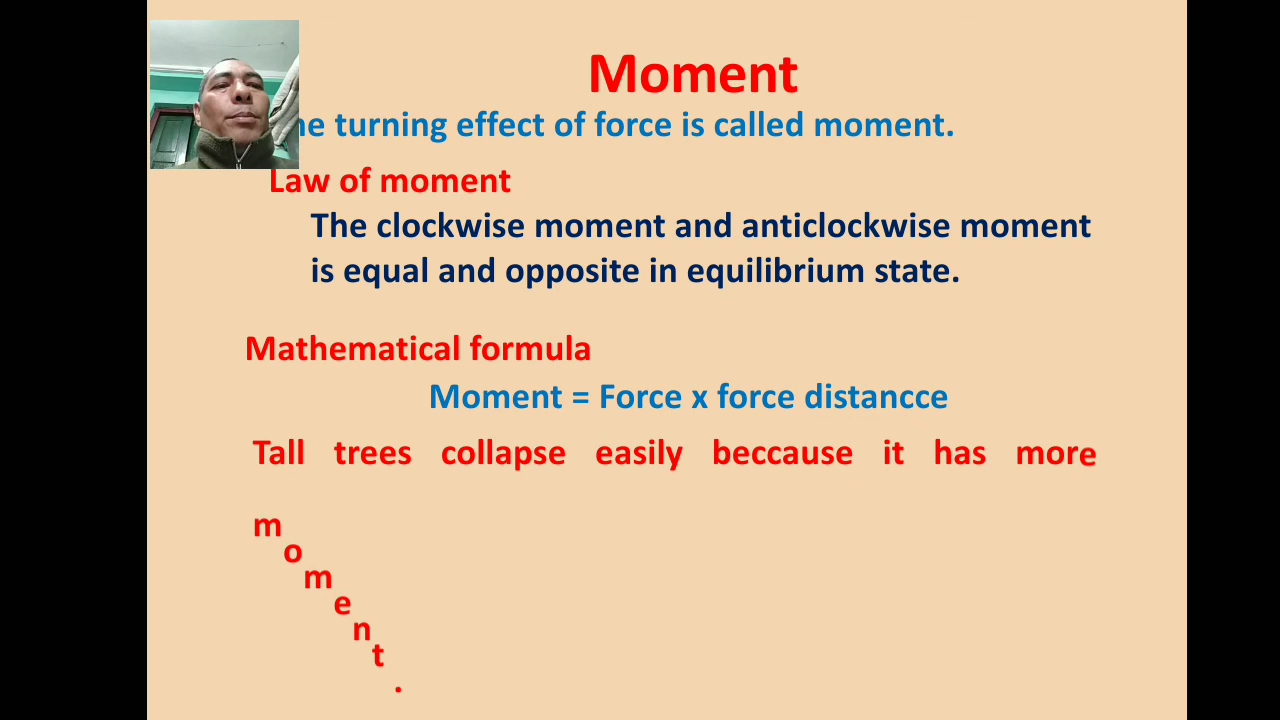 Moment
he turning effect of force is called moment.
Law of moment
The clockwise moment and anticlockwise moment
is equal and opposite in equilibrium state.
Mathematical formula
Moment = Force x force distancce
Tall trees collapse easily beccause it has more
moment.